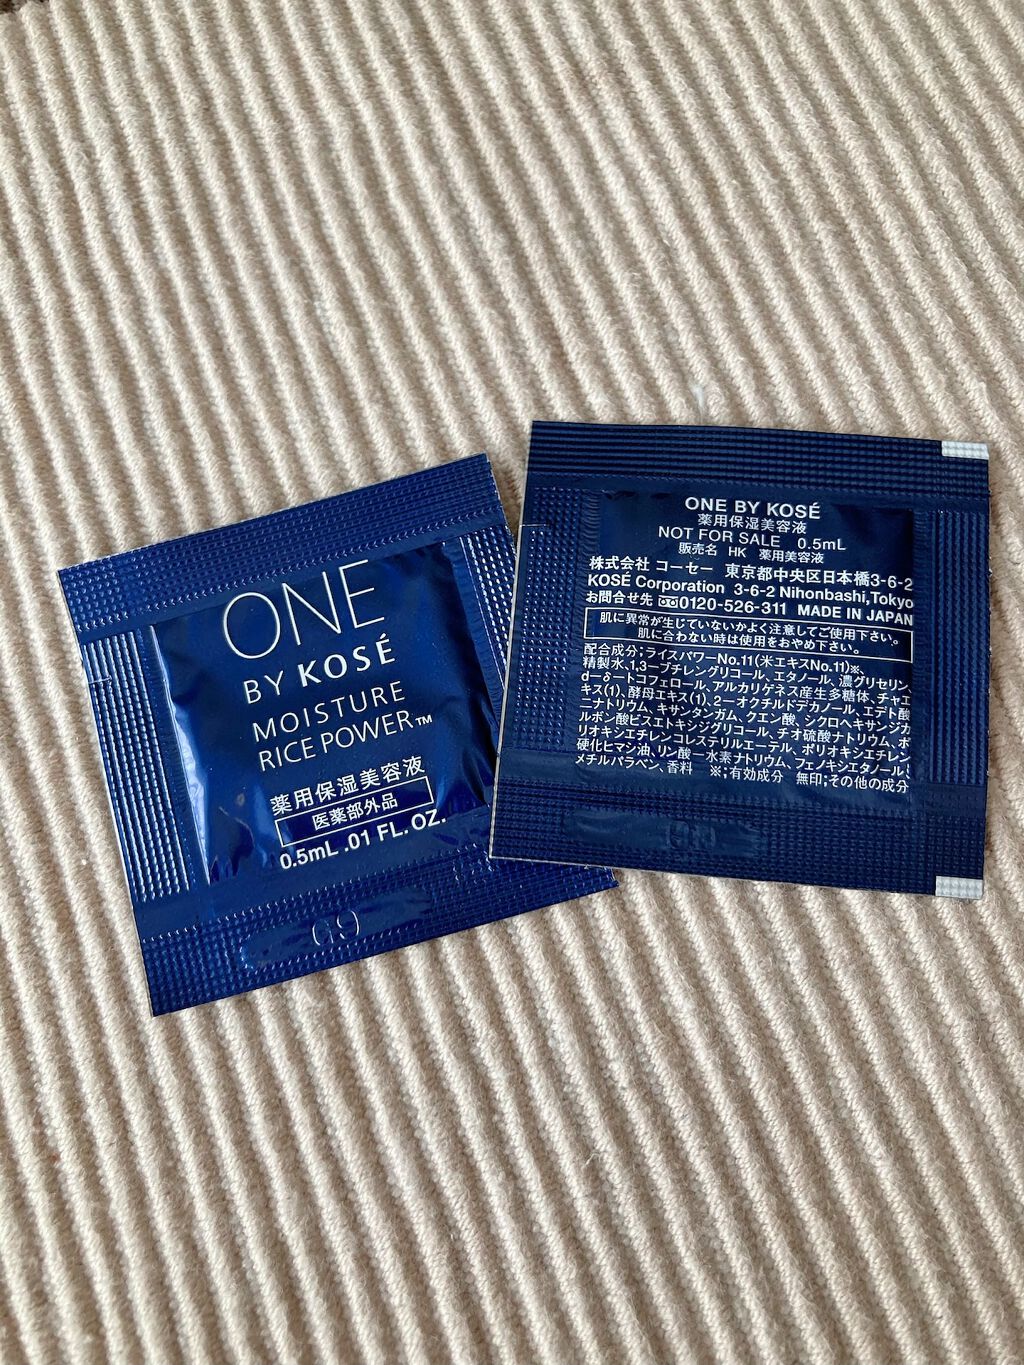 ONE
BY KOSÉ
MOISTURE
RICE POWER™
薬用保湿美容液
医薬部外品
0.5mL .01 FL. OZ.
G9
ONE BY KOSÉ
薬用保湿美容液
NOT FOR SALE 0.5mL
販売名 HK 薬用美容液
株式会社 コーセー 東京都中央区日本橋3-6-2
KOSÉ Corporation 3-6-2 Nihonbashi,Tokyo
お問合せ先 0120-526-311 MADE IN JAPAN
肌に異常が生じていないかよく注意してご使用下さい。
肌に合わない時は使用をおやめ下さい。
配合成分:ライスパワーNo.11(米エキスNo.11)※、
精製水、1,3ーブチレングリコール、エタノール、濃グリセリン、
d-δートコフェロール、アルカリゲネス産生多糖体、チャエ
キス(1)、酵母エキス(1)、2ーオクチルドデカノール、エデト酸
二ナトリウム、キサンタンガム、クエン酸、シクロヘキサンジカ
ルボン酸ビスエトキシジグリコール、チオ硫酸ナトリウム、ポ
リオキシエチレンコレステリルエーテル、ポリオキシエチレン
硬化ヒマシ油、リン酸一水素ナトリウム、フェノキシエタノール、
メチルパラベン、香料 ※;有効成分 無印;その他の成分